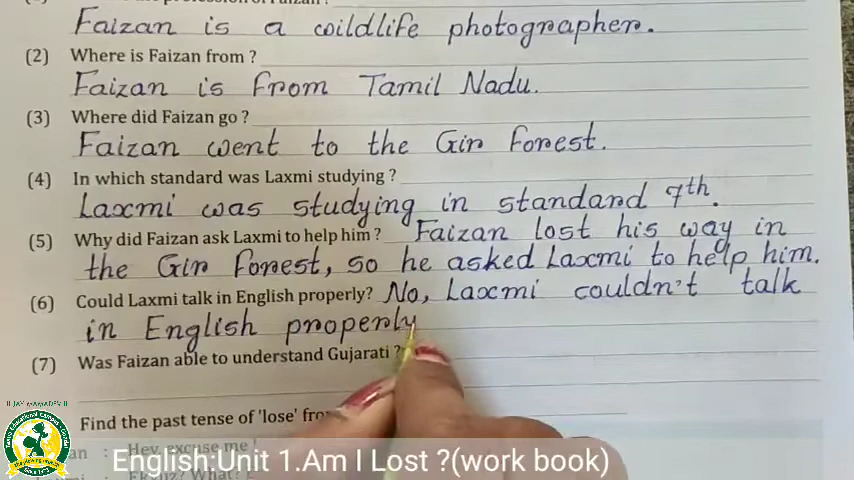 Faizan is a wildlife photographer.
(2) Where is Faizan from ?
Faizan is from Tamil Nadu.
(3) Where did Faizan go ?
Faizan went to the Gir Forest.
(4) In which standard was Laxmi studying ?
Laxmi was studying in standard 7th.
(5) Why did Faizan ask Laxmi to help him ? Faizan lost his way in
the Gir Forest, so he asked Laxmi to help him.
(6) Could Laxmi talk in English properly? No, Laxmi couldn't talk
in English properly
(7) Was Faizan able to understand Gujarati ?
Find the past tense of 'lose'
: Hey, excuse me !
|| JAY MAMADEV ||
English:Unit 1.Am I Lost ?(work book)